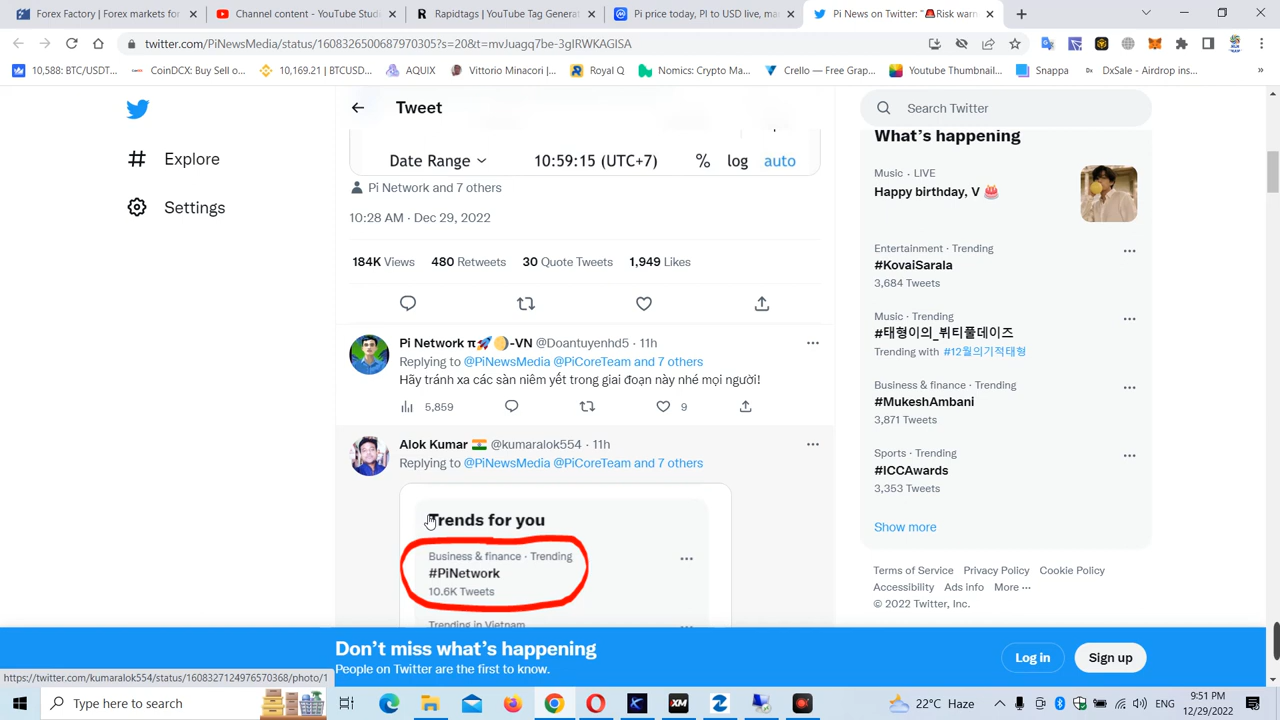 Exness | Forex markets for
Channel content - YouTube Stud
Rapidtags | YouTube Tag Generat
Pi price today, PI to USD live, mar
Pi News on Twitter: "🚨Risk warn
twitter.com/PiNewsMedia/status/1608326500687970365?s=20&t=mvJuagq7be-3gIRWKAGISA
10,588: BTC/USDT...
CoinDCX Buy Sell o...
10,169.21 | BTCUSD...
AQUIX
Vittorio Minacori |...
Royal Q
Nomics: Crypto Ma...
Crello — Free Grap...
Youtube Thumbnail...
Snappa
DxSale - Airdrop ins...
»
Tweet
Search Twitter
Explore
Settings
Date Range 10:59:15 (UTC+7) % log auto
Pi Network and 7 others
10:28 AM · Dec 29, 2022
184K Views 480 Retweets 30 Quote Tweets 1,949 Likes
Pi Network π🚀🌖-VN @Doantuyenhd5 · 11h
Replying to @PiNewsMedia @PiCoreTeam and 7 others
Hãy tránh xa các sàn niêm yết trong giai đoạn này nhé mọi người!
5,859 9
Alok Kumar 🇮🇳 @kumaralok554 · 11h
Replying to @PiNewsMedia @PiCoreTeam and 7 others
Trends for you
Business & finance · Trending
#PiNetwork
10.6K Tweets
Trending in Vietnam
What's happening
Music · LIVE
Happy birthday, V 🎂
Entertainment · Trending
#KovaiSarala
3,684 Tweets
Music · Trending
#태형이의_뷔티풀데이즈
Trending with #12월의기적태형
Business & finance · Trending
#MukeshAmbani
3,871 Tweets
Sports · Trending
#ICCAwards
3,353 Tweets
Show more
Terms of Service Privacy Policy Cookie Policy
Accessibility Ads info More ···
© 2022 Twitter, Inc.
Don't miss what's happening
People on Twitter are the first to know.
Log in
Sign up
https://twitter.com/kumaralok554/status/1608327124976570368/photo/1
Type here to search
22°C Haze
ENG
9:51 PM
12/29/2022